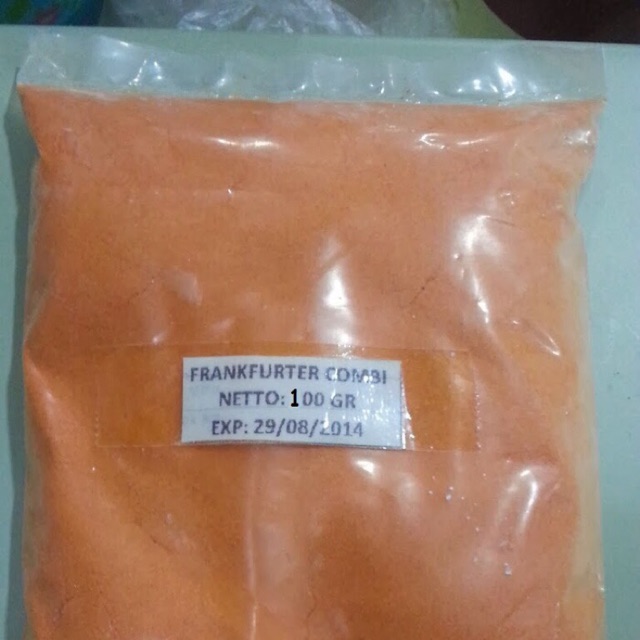 FRANKFURTER COMBI
NETTO: 100 GR
EXP: 29/08/2014